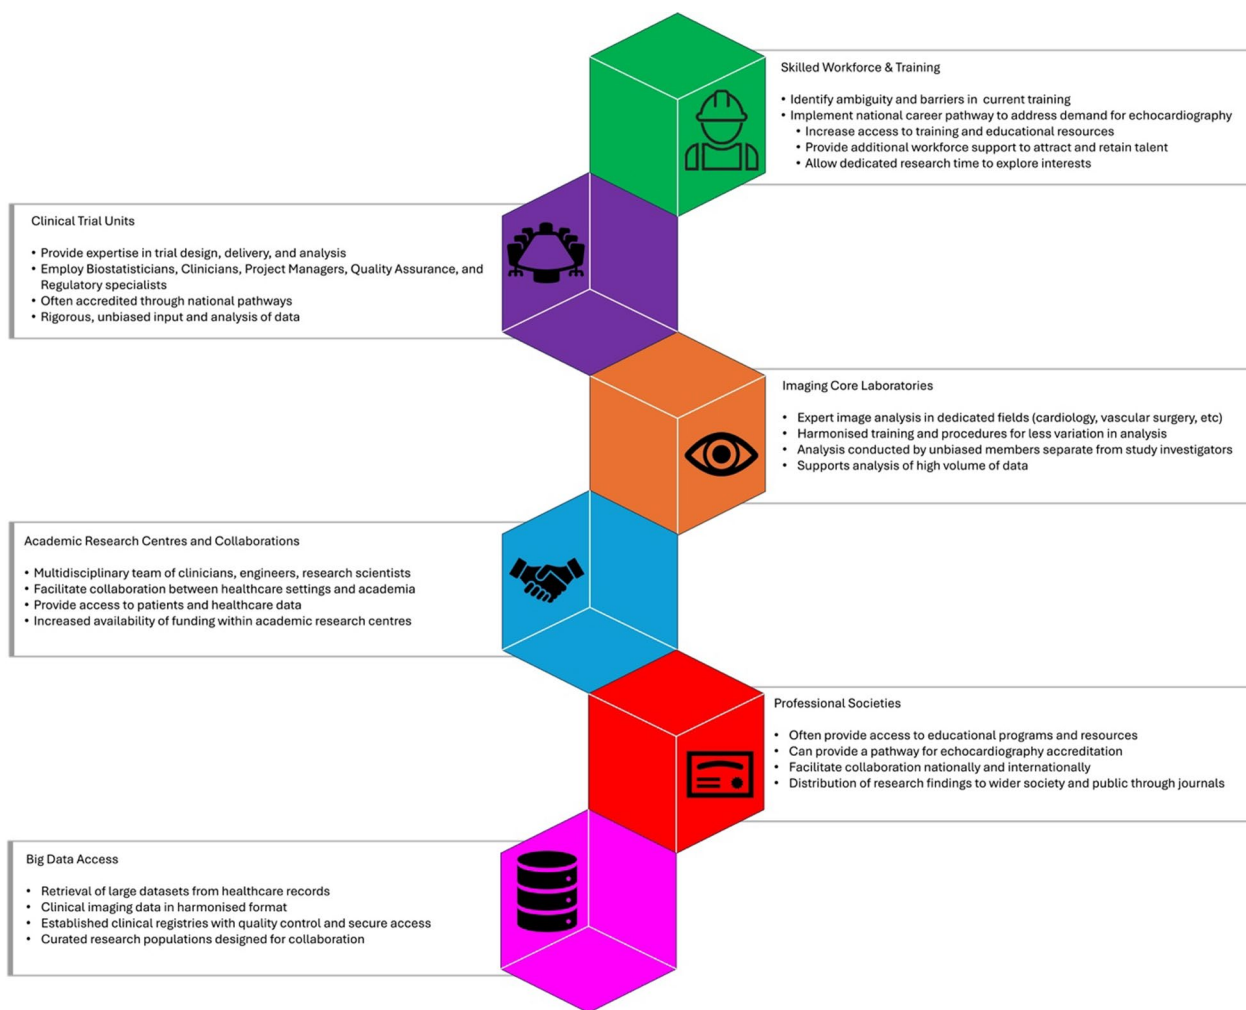 Skilled Workforce & Training
• Identify ambiguity and barriers in current training
• Implement national career pathway to address demand for echocardiography
• Increase access to training and educational resources
• Provide additional workforce support to attract and retain talent
• Allow dedicated research time to explore interests
Clinical Trial Units
• Provide expertise in trial design, delivery, and analysis
• Employ Biostatisticians, Clinicians, Project Managers, Quality Assurance, and
Regulatory specialists
• Often accredited through national pathways
• Rigorous, unbiased input and analysis of data
Imaging Core Laboratories
• Expert image analysis in dedicated fields (cardiology, vascular surgery, etc)
• Harmonised training and procedures for less variation in analysis
• Analysis conducted by unbiased members separate from study investigators
• Supports analysis of high volume of data
Academic Research Centres and Collaborations
• Multidisciplinary team of clinicians, engineers, research scientists
• Facilitate collaboration between healthcare settings and academia
• Provide access to patients and healthcare data
• Increased availability of funding within academic research centres
Professional Societies
• Often provide access to educational programs and resources
• Can provide a pathway for echocardiography accreditation
• Facilitate collaboration nationally and internationally
• Distribution of research findings to wider society and public through journals
Big Data Access
• Retrieval of large datasets from healthcare records
• Clinical imaging data in harmonised format
• Established clinical registries with quality control and secure access
• Curated research populations designed for collaboration